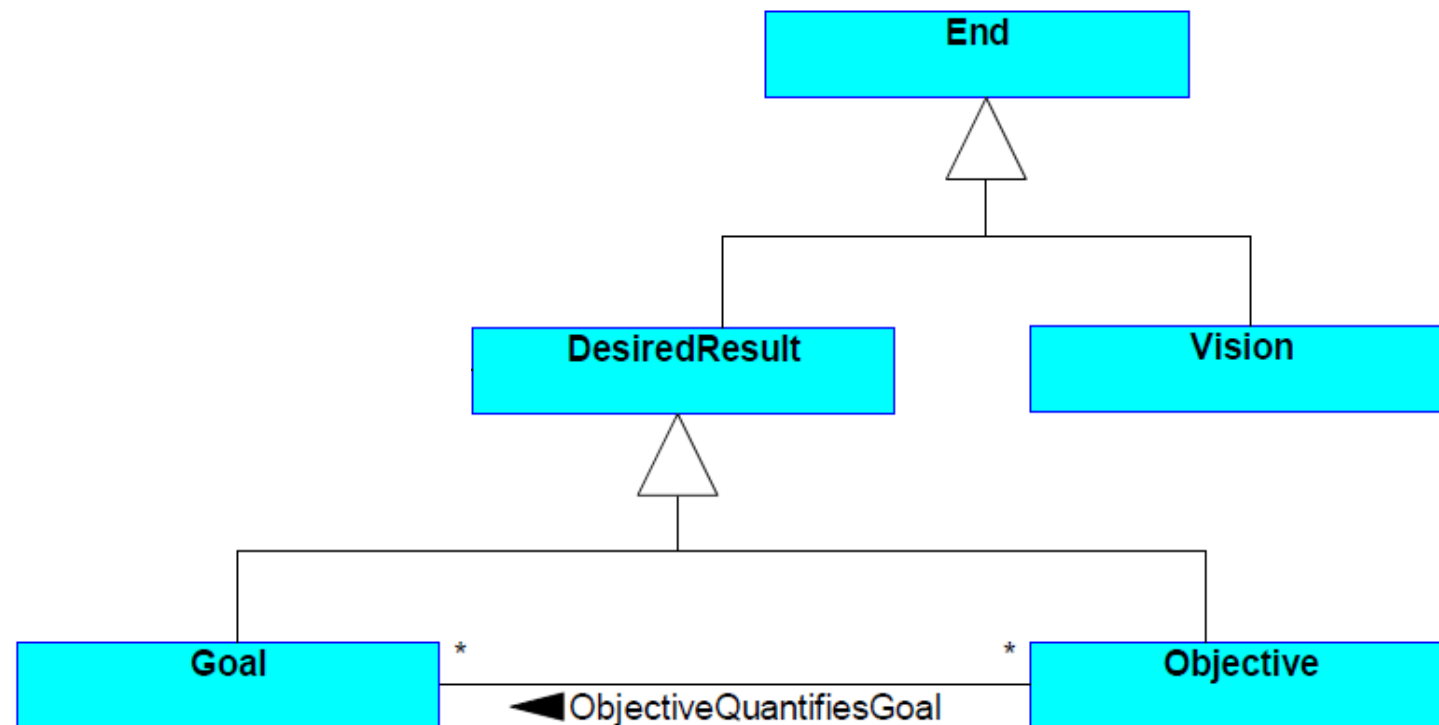 End
DesiredResult
Vision
Goal
*
*
Objective
ObjectiveQuantifiesGoal